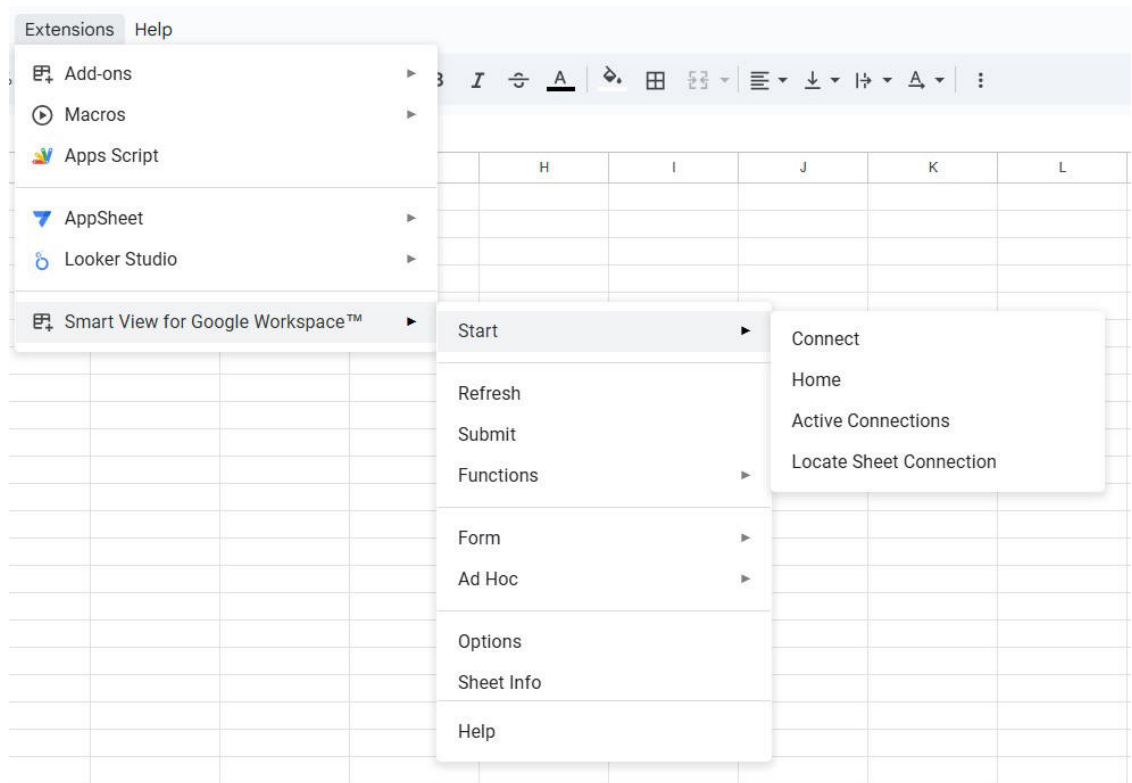 Extensions Help
Add-ons
Macros
Apps Script
AppSheet
Looker Studio
Smart View for Google Workspace™
H I J K L
Start
Refresh
Submit
Functions
Form
Ad Hoc
Options
Sheet Info
Help
Connect
Home
Active Connections
Locate Sheet Connection